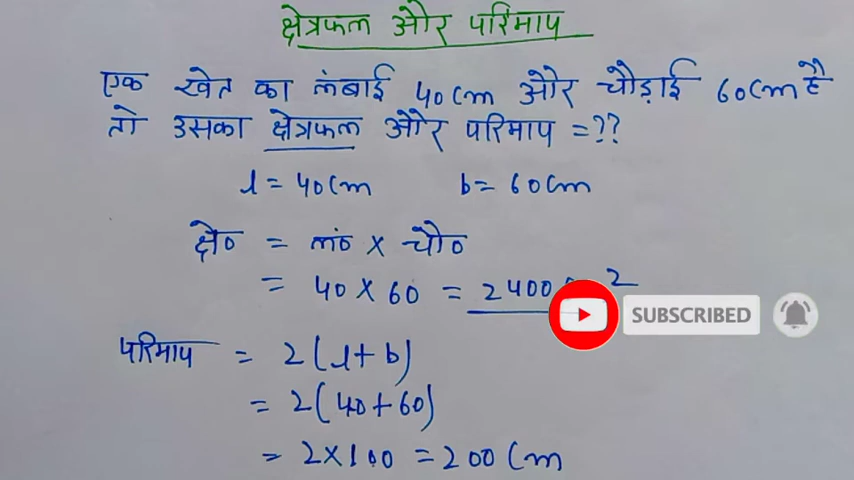 क्षेत्रफल और परिमाप
एक खेत का लंबाई 40cm और चौड़ाई 60cm है
तो उसका क्षेत्रफल और परिमाप =??
l = 40cm b= 60cm
क्षे० = लं० x चौ०
= 40 x 60 = 2400 2
SUBSCRIBED
परिमाप = 2(l+b)
= 2(40+60)
= 2x100 = 200 Cm